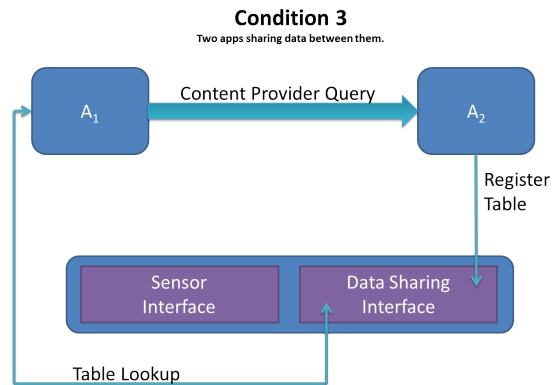 Condition 3
Two apps sharing data between them.
Content Provider Query
A₁
A₂
Register
Table
Sensor
Interface
Data Sharing
Interface
Table Lookup